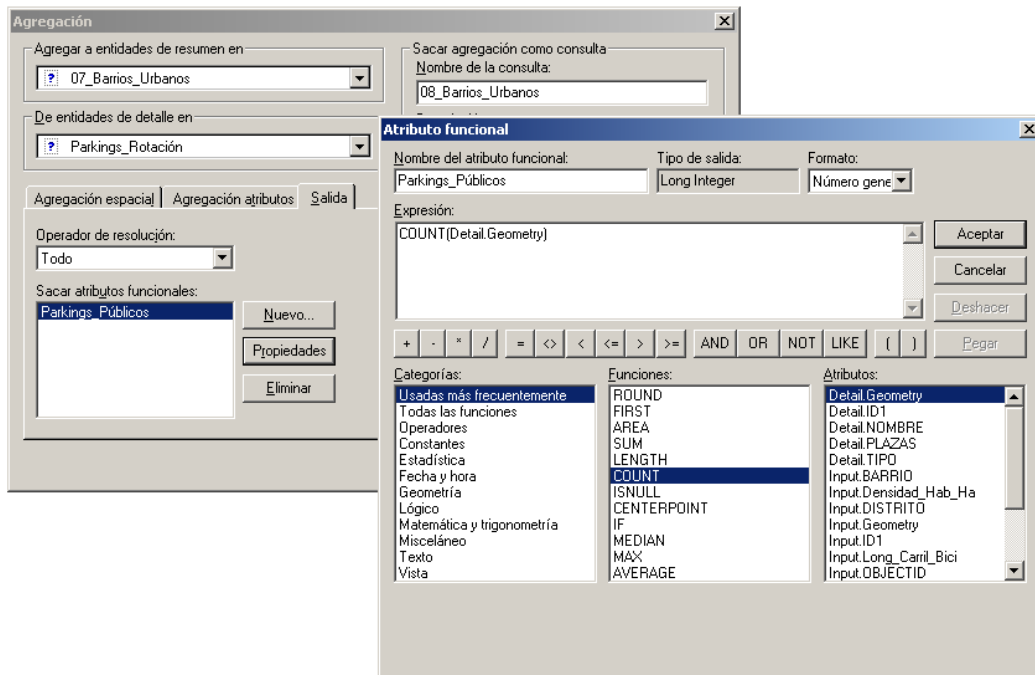 Agregación
Agregar a entidades de resumen en
07_Barrios_Urbanos
De entidades de detalle en
Parkings_Rotación
Sacar agregación como consulta
Nombre de la consulta:
08_Barrios_Urbanos
Agregación espacial
Agregación atributos
Salida
Operador de resolución:
Todo
Sacar atributos funcionales:
Parkings_Públicos
Nuevo...
Propiedades
Eliminar
Atributo funcional
Nombre del atributo funcional:
Parkings_Públicos
Tipo de salida:
Long Integer
Formato:
Número gene
Expresión:
COUNT(Detail.Geometry)
Aceptar
Cancelar
Deshacer
Pegar
+ - * / = <> < <= > >= AND OR NOT LIKE ( )
Categorías:
Usadas más frecuentemente
Todas las funciones
Operadores
Constantes
Estadística
Fecha y hora
Geometría
Lógico
Matemática y trigonometría
Misceláneo
Texto
Vista
Funciones:
ROUND
FIRST
AREA
SUM
LENGTH
COUNT
ISNULL
CENTERPOINT
IF
MEDIAN
MAX
AVERAGE
Atributos:
Detail.Geometry
Detail.ID1
Detail.NOMBRE
Detail.PLAZAS
Detail.TIPO
Input.BARRIO
Input.Densidad_Hab_Ha
Input.DISTRITO
Input.Geometry
Input.ID1
Input.Long_Carril_Bici
Input.OBJECTID